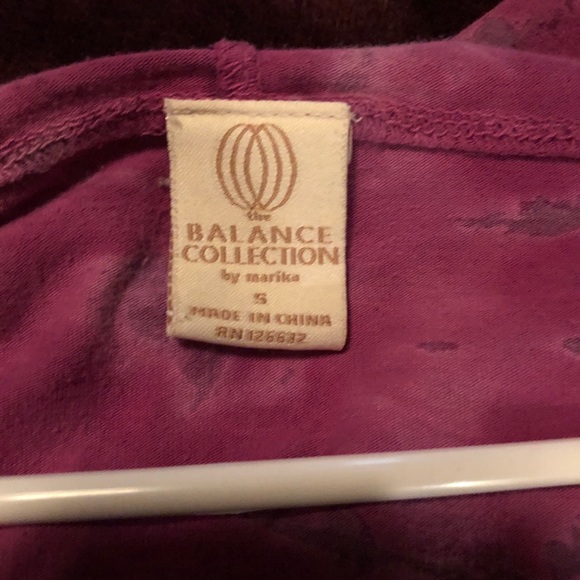 the
BALANCE
COLLECTION
by marika
S
MADE IN CHINA
RN 126632